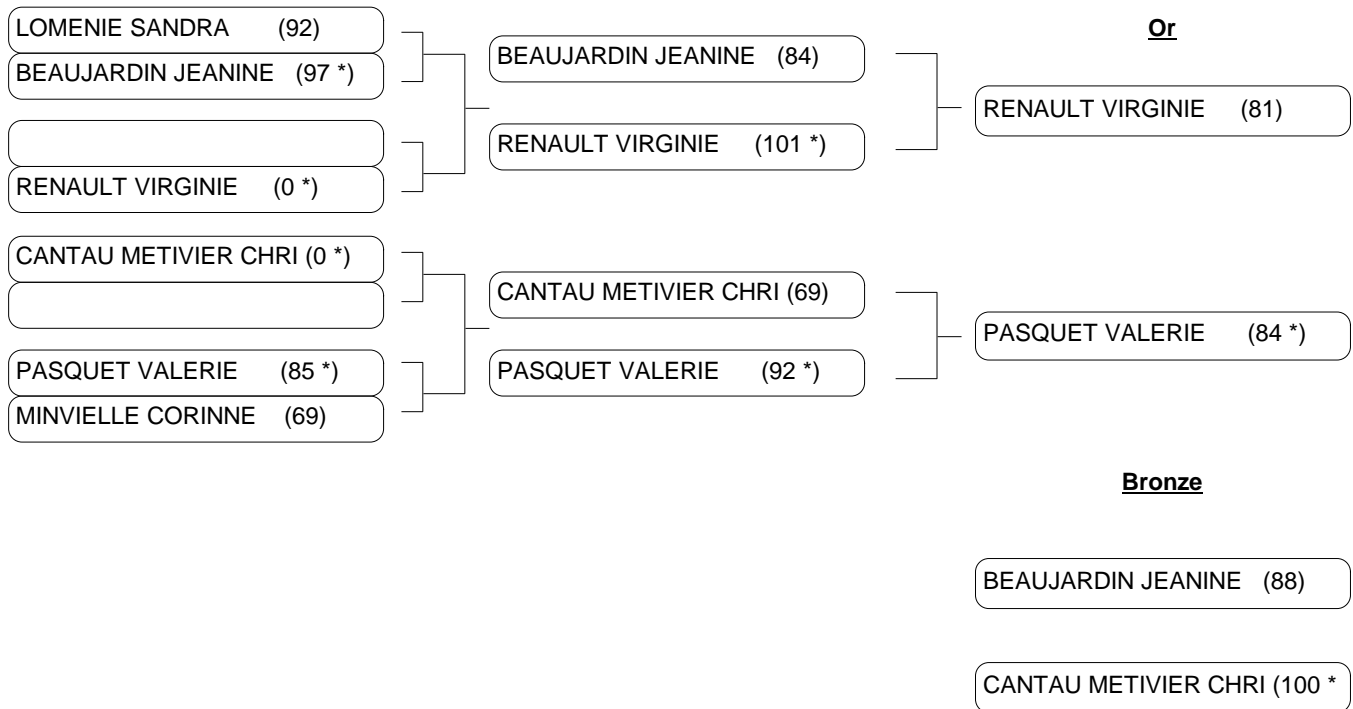 LOMENIE SANDRA (92)
BEAUJARDIN JEANINE (97 *)
RENAULT VIRGINIE (0 *)
CANTAU METIVIER CHRI (0 *)
PASQUET VALERIE (85 *)
MINVIELLE CORINNE (69)
BEAUJARDIN JEANINE (84)
RENAULT VIRGINIE (101 *)
CANTAU METIVIER CHRI (69)
PASQUET VALERIE (92 *)
Or
RENAULT VIRGINIE (81)
PASQUET VALERIE (84 *)
Bronze
BEAUJARDIN JEANINE (88)
CANTAU METIVIER CHRI (100 *